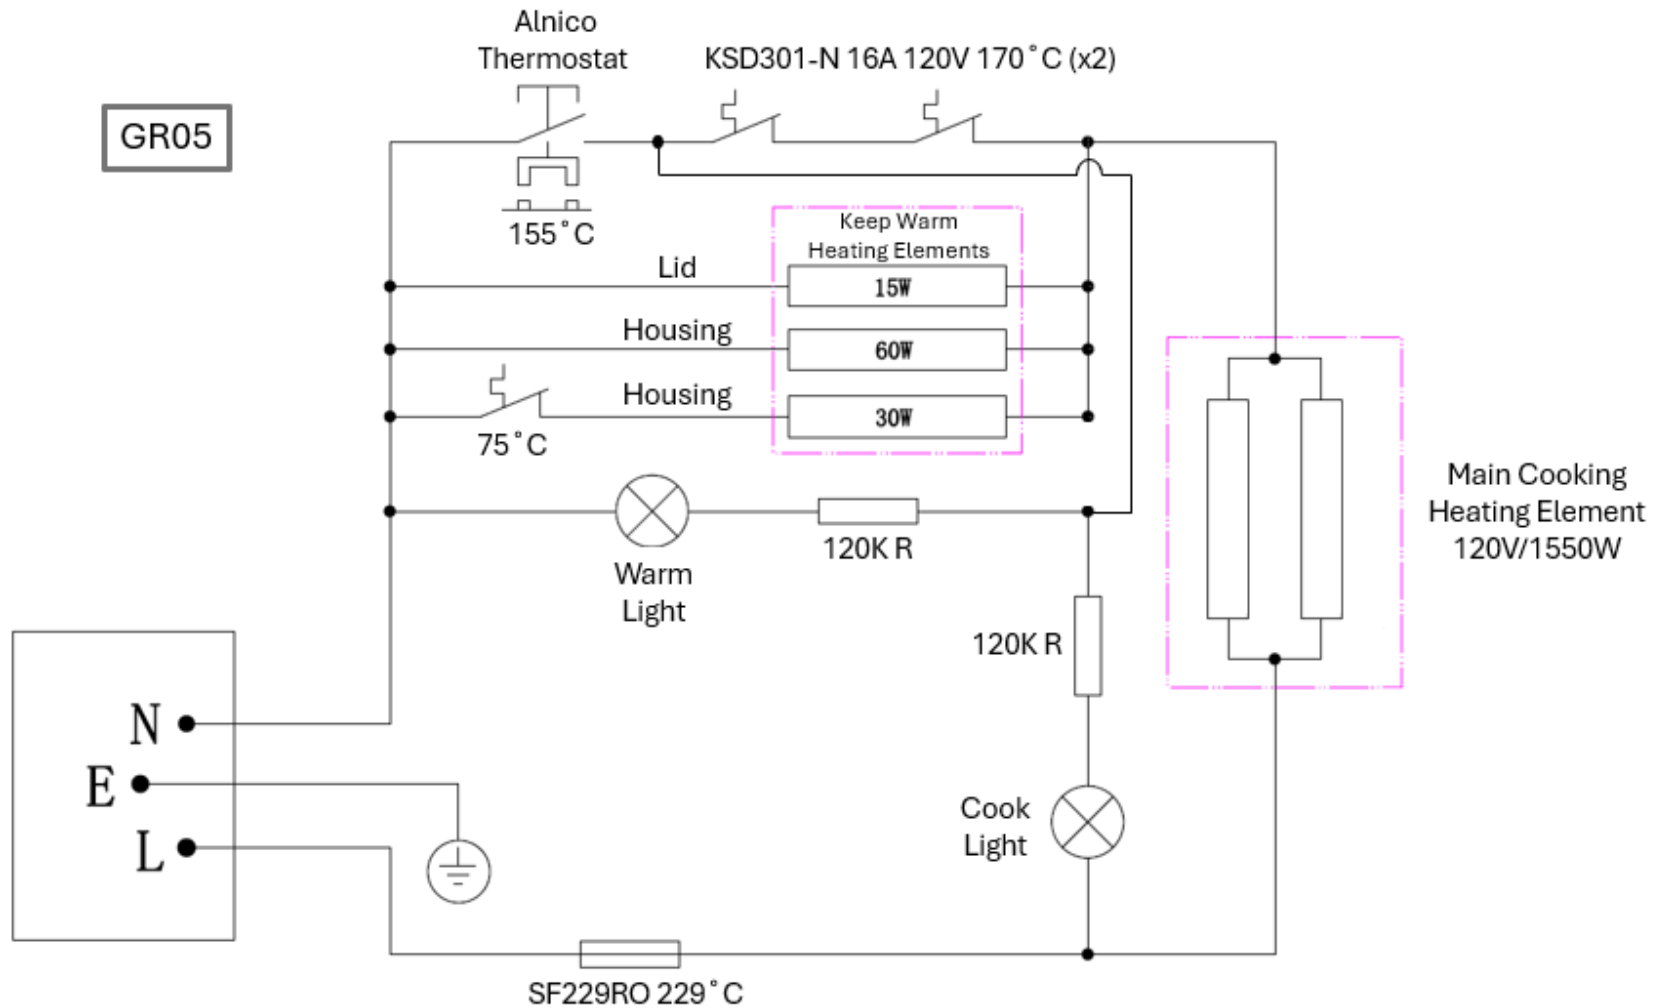 Alnico
Thermostat
KSD301-N 16A 120V 170°C (x2)
GR05
155°C
Keep Warm
Heating Elements
Lid
15W
Housing
60W
Housing
30W
75°C
Main Cooking
Heating Element
120V/1550W
120K R
Warm
Light
120K R
N
E
L
Cook
Light
SF229RO 229°C